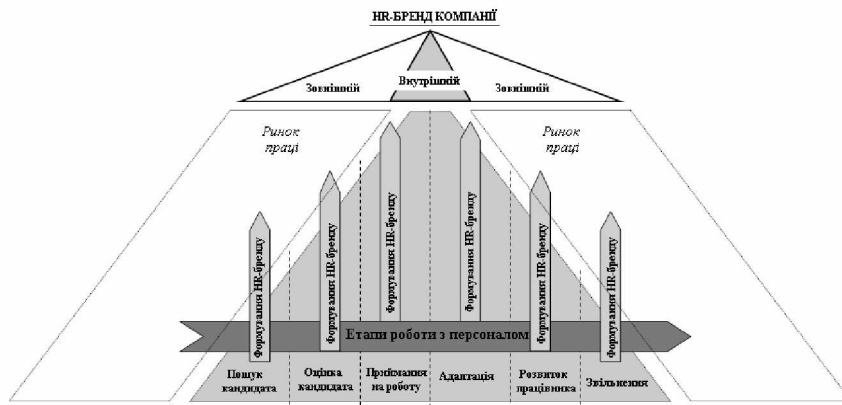 HR-БРЕНД КОМПАНІЇ
Зовнішній
Внутрішній
Зовнішній
Ринок
праці
Ринок
праці
Формування HR-бренду
Формування HR-бренду
Формування HR-бренду
Формування HR-бренду
Формування HR-бренду
Формування HR-бренду
Етапи роботи з персоналом
Пошук
кандидата
Оцінка
кандидата
Приймання
на роботу
Адаптація
Розвиток
працівника
Звільнення